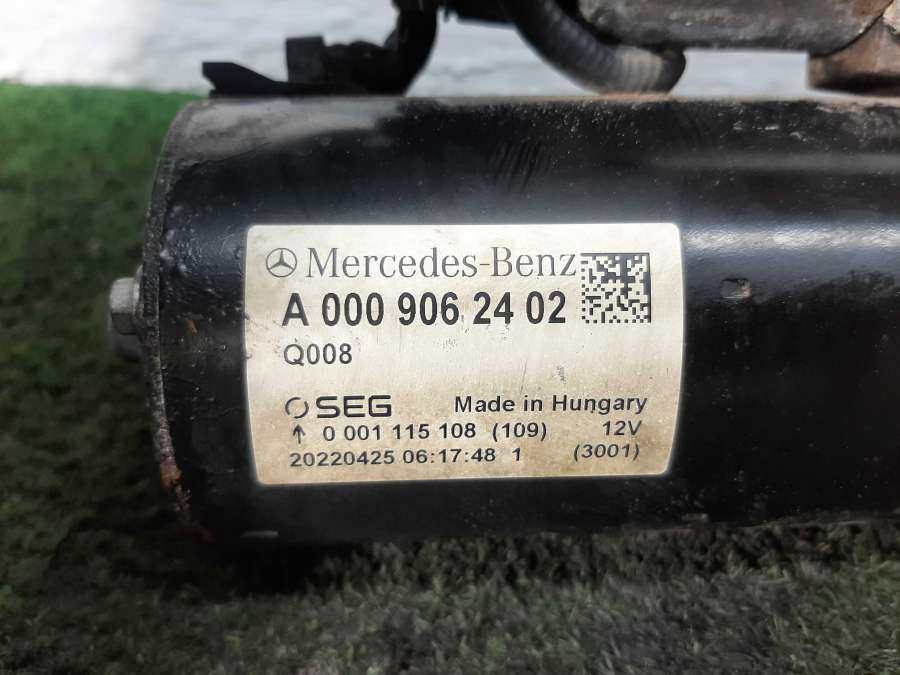 Mercedes-Benz
A 000 906 24 02
Q008
SEG Made in Hungary
↑ 0 001 115 108 (109) 12V
20220425 06:17:48 1 (3001)